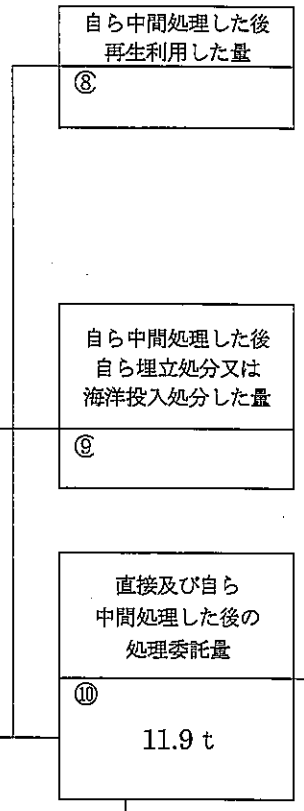 自ら中間処理した後
再生利用した量
⑧
自ら中間処理した後
自ら埋立処分又は
海洋投入処分した量
⑨
直接及び自ら
中間処理した後の
処理委託量
⑩
11.9 t